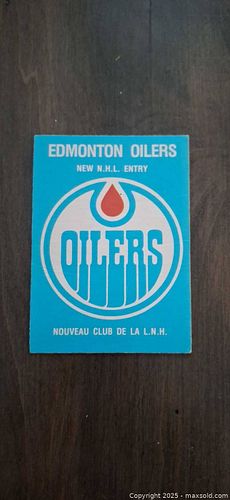 EDMONTON OILERS
NEW N.H.L. ENTRY
OILERS
NOUVEAU CLUB DE LA L.N.H.
Copyright 2025 - maxsold.com